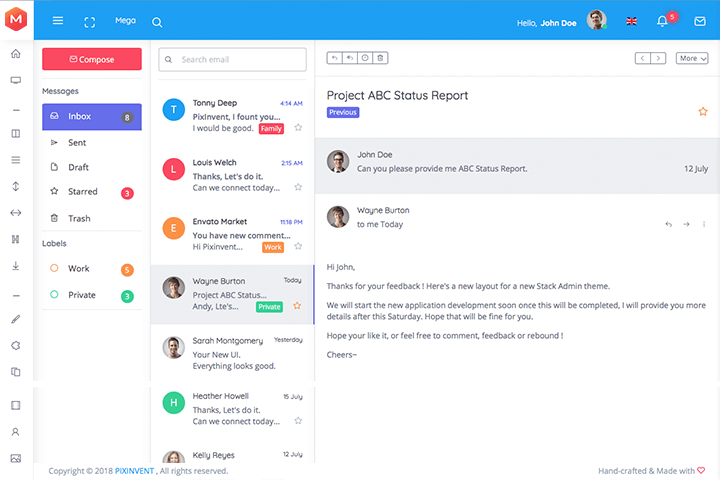 M
Mega
Hello, John Doe
5
Compose
Messages
Inbox
8
Sent
Draft
Starred
3
Trash
Labels
Work
5
Private
3
Search email
T
Tonny Deep
4:14 AM
PixInvent, I fount you...
I would be good.
Family
L
Louis Welch
2:15 AM
Thanks, Let's do it.
Can we connect today...
E
Envato Market
11:18 PM
You have new comment...
Hi Pixinvent...
Work
Wayne Burton
Today
Project ABC Status...
Andy, Lte's...
Private
Sarah Montgomery
Yesterday
Your New UI.
Everything looks good.
H
Heather Howell
15 July
Thanks, Let's do it.
Can we connect today...
Kelly Reyes
12 July
More
Project ABC Status Report
Previous
John Doe
Can you please provide me ABC Status Report.
12 July
Wayne Burton
to me Today
Hi John,
Thanks for your feedback ! Here's a new layout for a new Stack Admin theme.
We will start the new application development soon once this will be completed, I will provide you more
details after this Saturday. Hope that will be fine for you.
Hope your like it, or feel free to comment, feedback or rebound !
Cheers~
Copyright © 2018 PIXINVENT , All rights reserved.
Hand-crafted & Made with